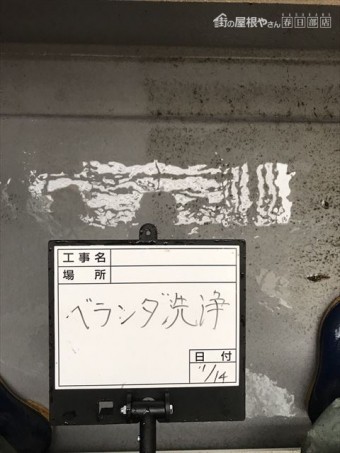 街の屋根やさん春日部店
工事名
場所
ベランダ洗浄
日付
11/14